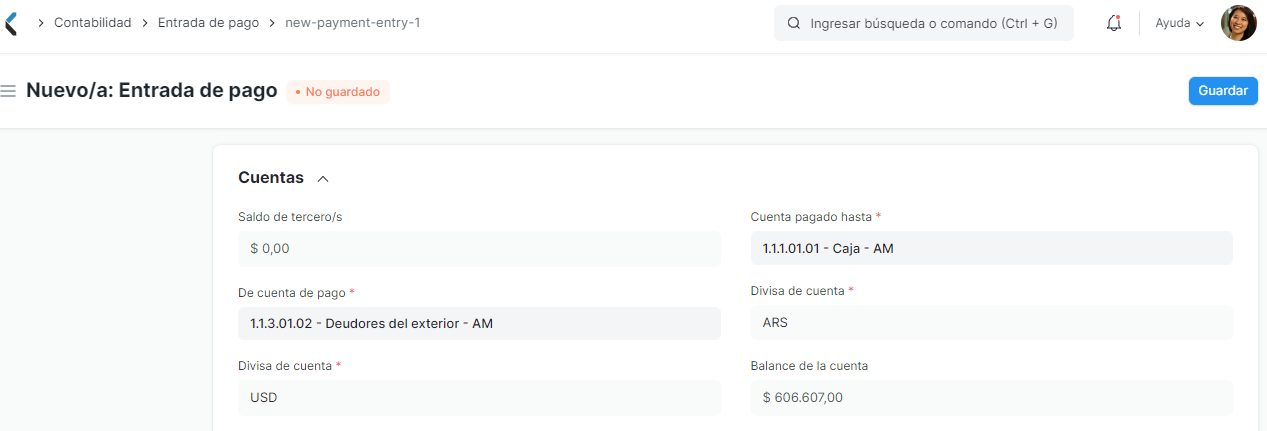 Contabilidad > Entrada de pago > new-payment-entry-1
Ingresar búsqueda o comando (Ctrl + G)
Ayuda
Nuevo/a: Entrada de pago
• No guardado
Guardar
Cuentas
Saldo de tercero/s
$ 0,00
De cuenta de pago *
1.1.3.01.02 - Deudores del exterior - AM
Divisa de cuenta *
USD
Cuenta pagado hasta *
1.1.1.01.01 - Caja - AM
Divisa de cuenta *
ARS
Balance de la cuenta
$ 606.607,00